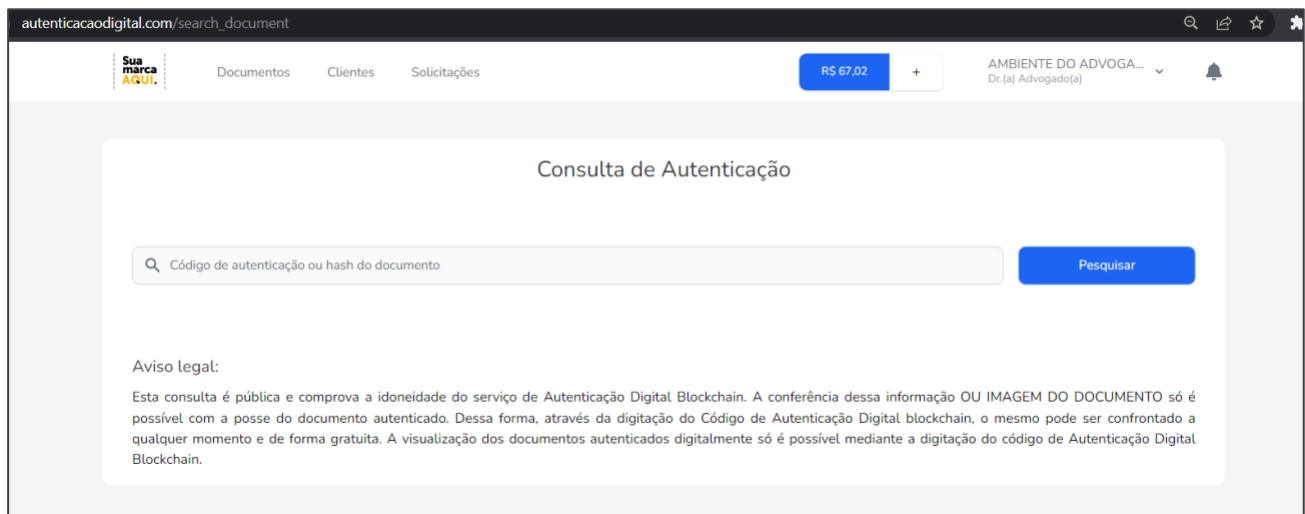 autenticacaodigital.com/search_document
Sua
marca
AQUI.
Documentos Clientes Solicitações
R$ 67,02 +
AMBIENTE DO ADVOGA...
Dr.(a) Advogado(a)
Consulta de Autenticação
Código de autenticação ou hash do documento
Pesquisar
Aviso legal:
Esta consulta é pública e comprova a idoneidade do serviço de Autenticação Digital Blockchain. A conferência dessa informação OU IMAGEM DO DOCUMENTO só é
possível com a posse do documento autenticado. Dessa forma, através da digitação do Código de Autenticação Digital blockchain, o mesmo pode ser confrontado a
qualquer momento e de forma gratuita. A visualização dos documentos autenticados digitalmente só é possível mediante a digitação do código de Autenticação Digital
Blockchain.